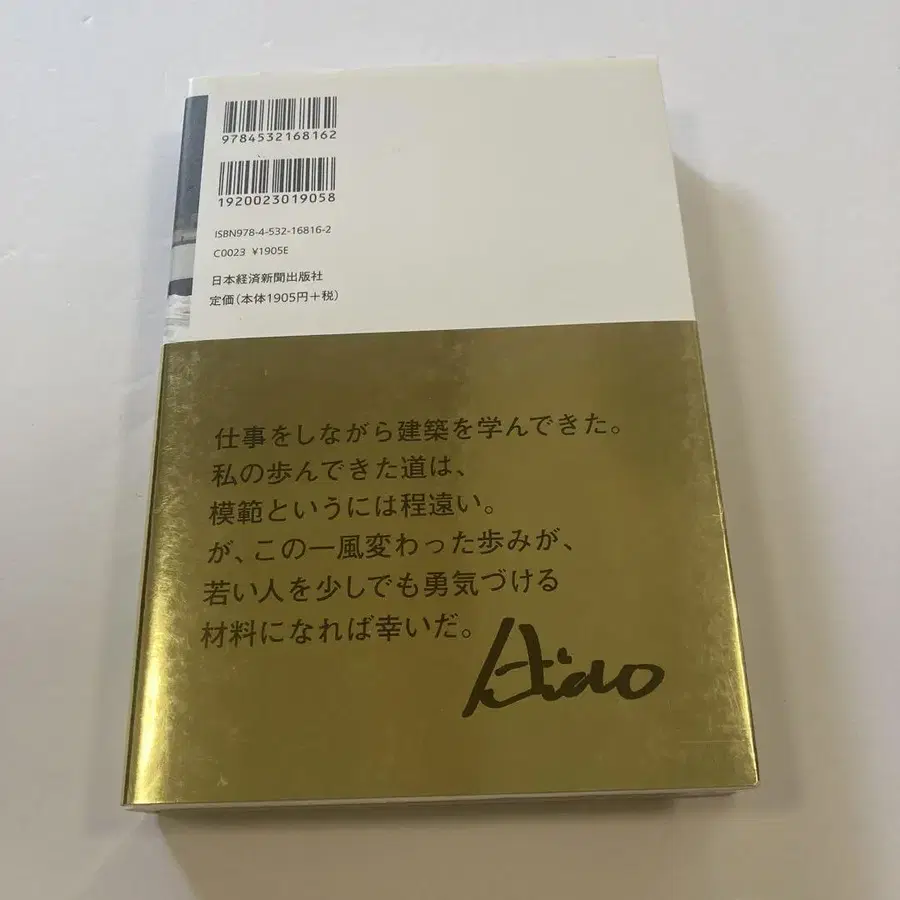 9784532168162
1920023019058
ISBN978-4-532-16816-2
C0023 ¥1905E
日本経済新聞出版社
定価(本体1905円+税)
仕事をしながら建築を学んできた。
私の歩んできた道は、
模範というには程遠い。
が、この一風変わった歩みが、
若い人を少しでも勇気づける
材料になれば幸いだ。